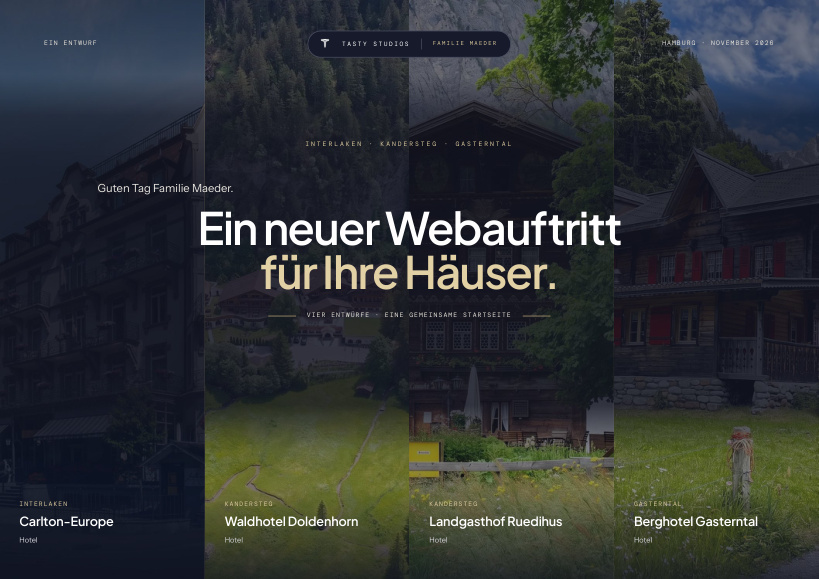 EIN ENTWURF
TASTY STUDIOS
FAMILIE MAEDER
HAMBURG · NOVEMBER 2026
INTERLAKEN · KANDERSTEG · GASTERNTAL
Guten Tag Familie Maeder.
Ein neuer Webauftritt
für Ihre Häuser.
VIER ENTWÜRFE · EINE GEMEINSAME STARTSEITE
INTERLAKEN
Carlton-Europe
Hotel
KANDERSTEG
Waldhotel Doldenhorn
Hotel
KANDERSTEG
Landgasthof Ruedihus
Hotel
GASTERNTAL
Berghotel Gasterntal
Hotel